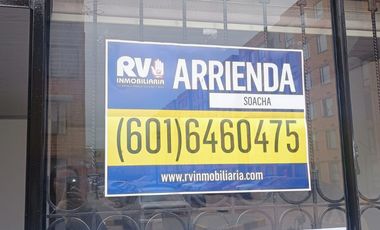 RV
INMOBILIARIA
ARRIENDA
SOACHA
(601)6460475
www.rvinmobiliaria.com